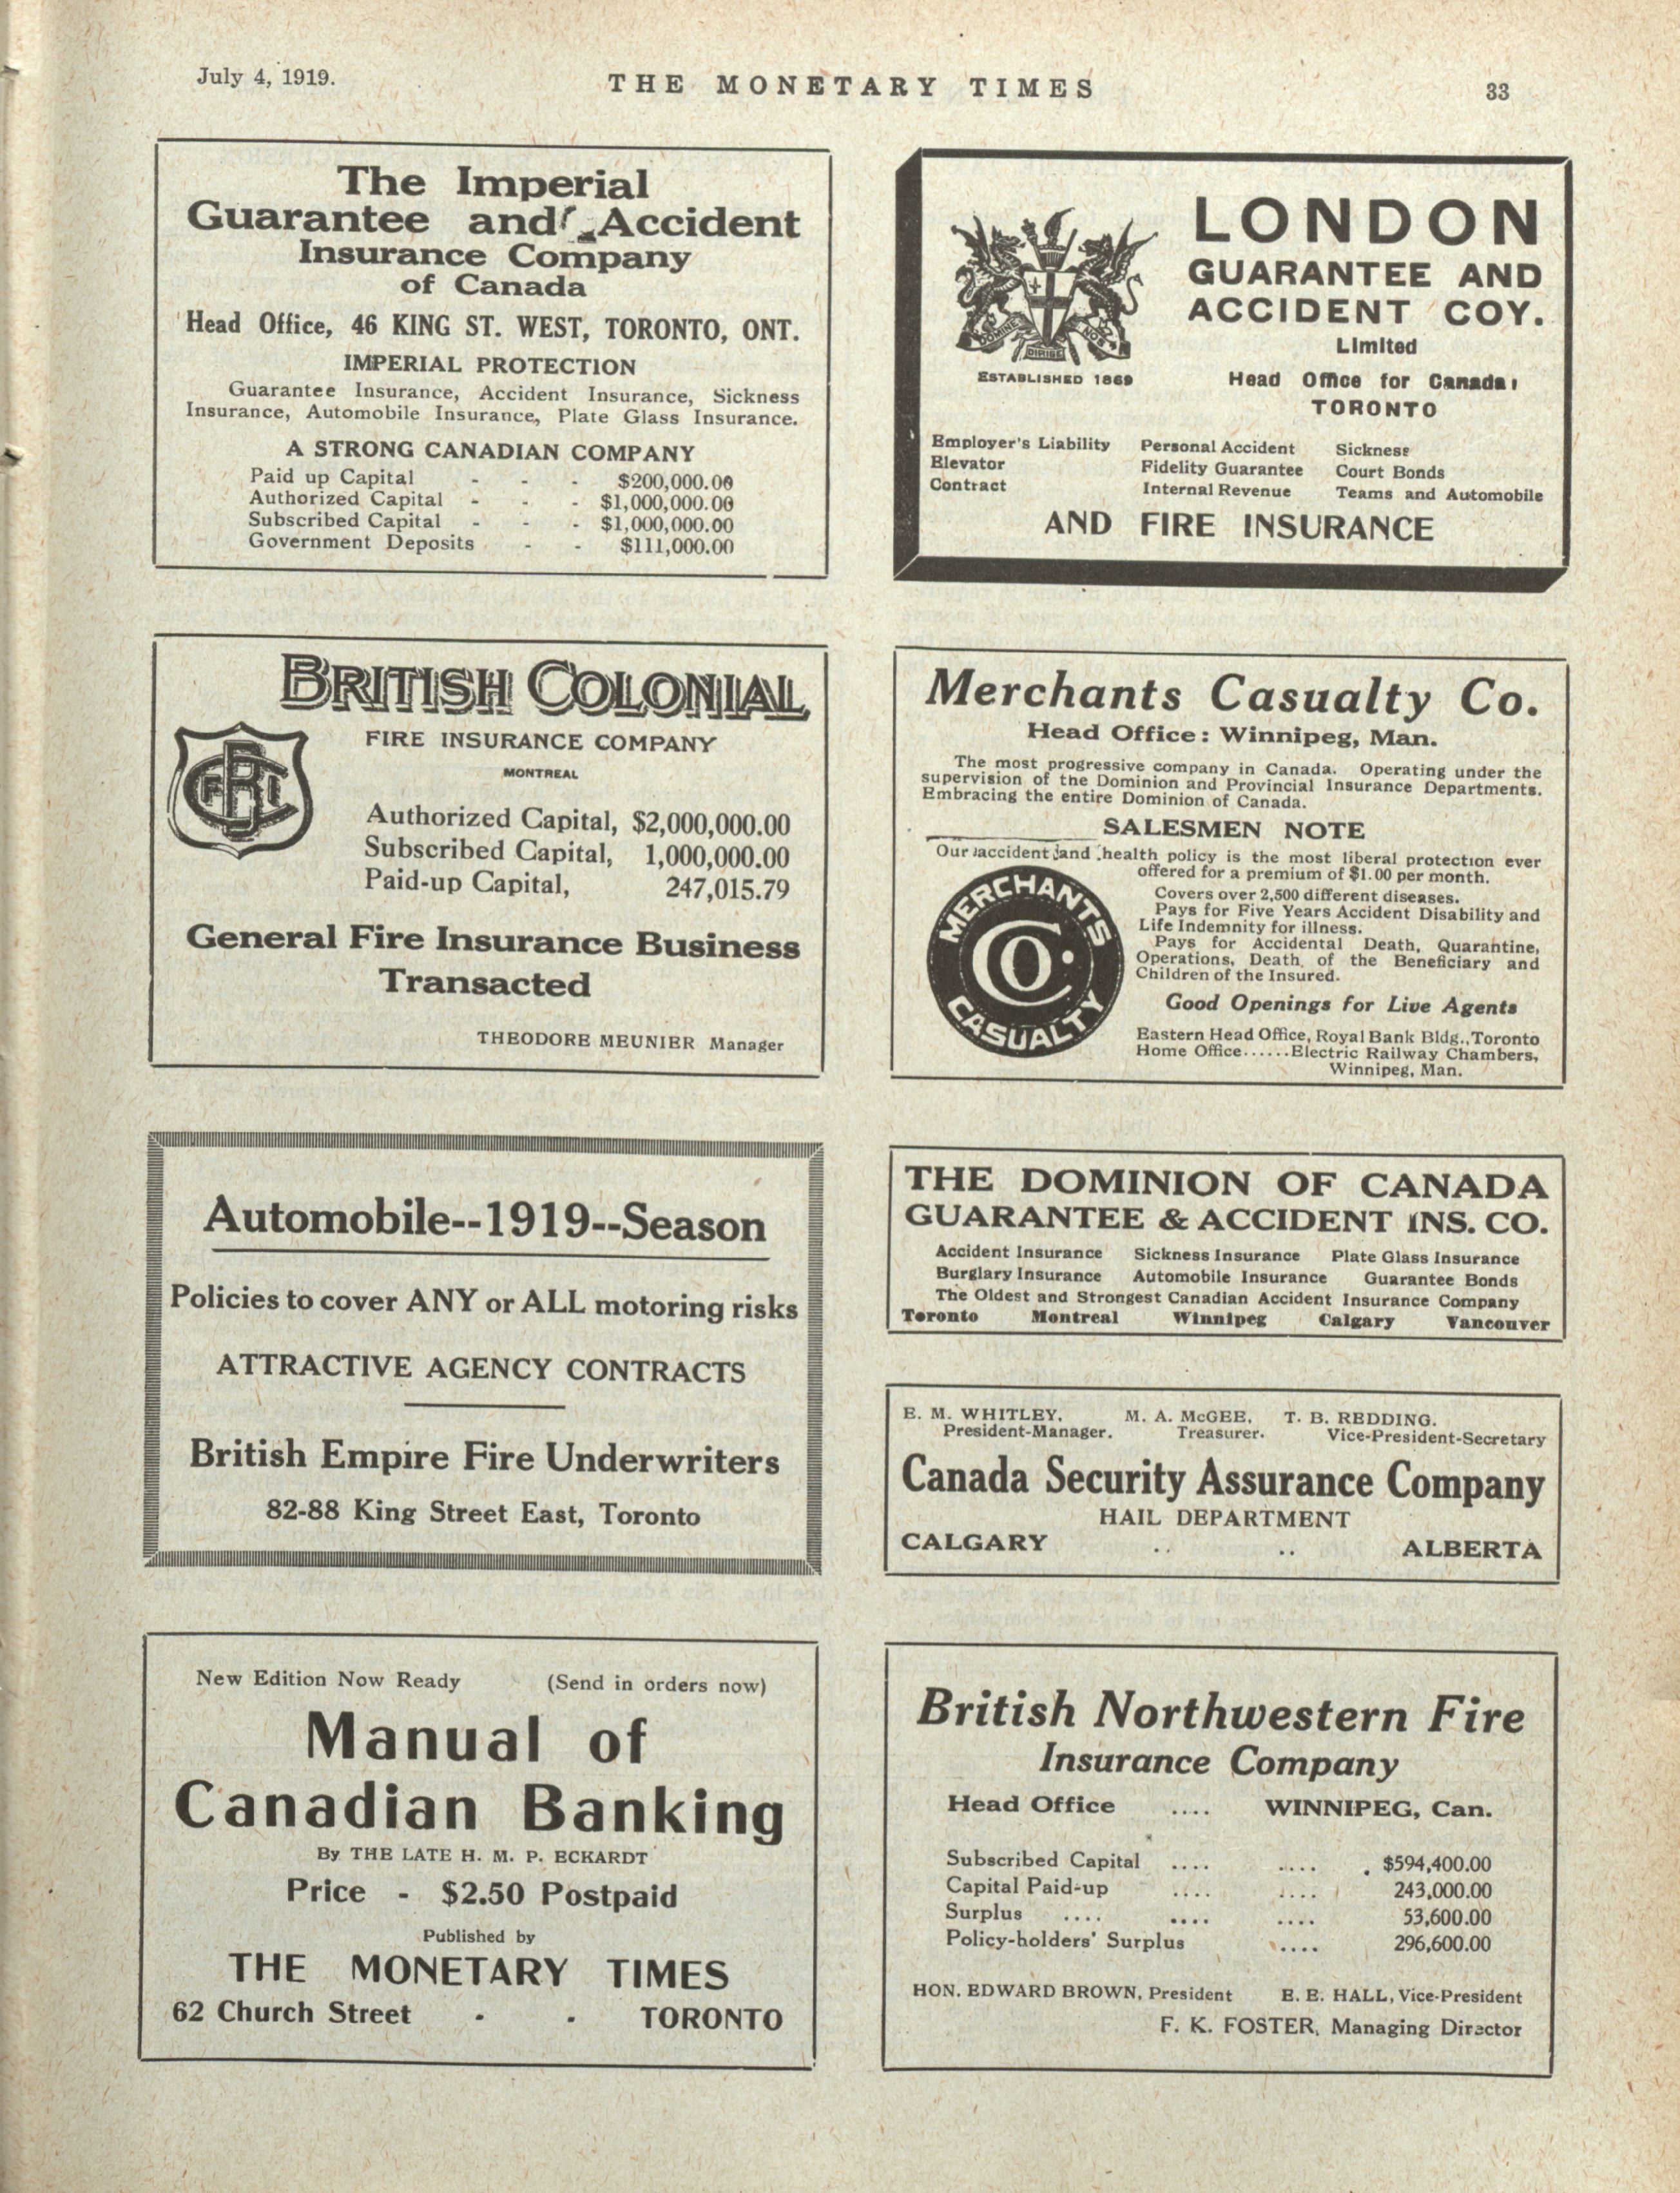 July 4, 1919.
THE MONETARY TIMES
33
The Imperial
Guarantee and Accident
Insurance Company
of Canada
Head Office, 46 KING ST. WEST, TORONTO, ONT.
IMPERIAL PROTECTION
Guarantee Insurance, Accident Insurance, Sickness
Insurance, Automobile Insurance, Plate Glass Insurance.
A STRONG CANADIAN COMPANY
Paid up Capital - - - $200,000.00
Authorized Capital - - - $1,000,000.00
Subscribed Capital - - - $1,000,000.00
Government Deposits - - $111,000.00
LONDON
GUARANTEE AND
ACCIDENT COY.
Limited
DOMINE DIRIGE NOS
ESTABLISHED 1869
Head Office for Canada:
TORONTO
Employer's Liability Personal Accident Sickness
Elevator Fidelity Guarantee Court Bonds
Contract Internal Revenue Teams and Automobile
AND FIRE INSURANCE
BRITISH COLONIAL
FIRE INSURANCE COMPANY
MONTREAL
Authorized Capital, $2,000,000.00
Subscribed Capital, 1,000,000.00
Paid-up Capital, 247,015.79
General Fire Insurance Business
Transacted
THEODORE MEUNIER Manager
Merchants Casualty Co.
Head Office: Winnipeg, Man.
The most progressive company in Canada. Operating under the
supervision of the Dominion and Provincial Insurance Departments.
Embracing the entire Dominion of Canada.
SALESMEN NOTE
Our accident and health policy is the most liberal protection ever
offered for a premium of $1.00 per month.
Covers over 2,500 different diseases.
Pays for Five Years Accident Disability and
Life Indemnity for illness.
Pays for Accidental Death, Quarantine,
Operations, Death of the Beneficiary and
Children of the Insured.
Good Openings for Live Agents
Eastern Head Office, Royal Bank Bldg., Toronto
Home Office......Electric Railway Chambers,
Winnipeg, Man.
MERCHANTS
CO.
CASUALTY
Automobile--1919--Season
Policies to cover ANY or ALL motoring risks
ATTRACTIVE AGENCY CONTRACTS
British Empire Fire Underwriters
82-88 King Street East, Toronto
THE DOMINION OF CANADA
GUARANTEE & ACCIDENT INS. CO.
Accident Insurance Sickness Insurance Plate Glass Insurance
Burglary Insurance Automobile Insurance Guarantee Bonds
The Oldest and Strongest Canadian Accident Insurance Company
Toronto Montreal Winnipeg Calgary Vancouver
E. M. WHITLEY, M. A. McGEE, T. B. REDDING.
President-Manager. Treasurer. Vice-President-Secretary
Canada Security Assurance Company
HAIL DEPARTMENT
CALGARY .. .. ALBERTA
New Edition Now Ready (Send in orders now)
Manual of
Canadian Banking
By THE LATE H. M. P. ECKARDT
Price - $2.50 Postpaid
Published by
THE MONETARY TIMES
62 Church Street - - TORONTO
British Northwestern Fire
Insurance Company
Head Office .... WINNIPEG, Can.
Subscribed Capital .... .... $594,400.00
Capital Paid-up .... .... 243,000.00
Surplus .... .... .... 53,600.00
Policy-holders' Surplus .... 296,600.00
HON. EDWARD BROWN, President E. E. HALL, Vice-President
F. K. FOSTER, Managing Director